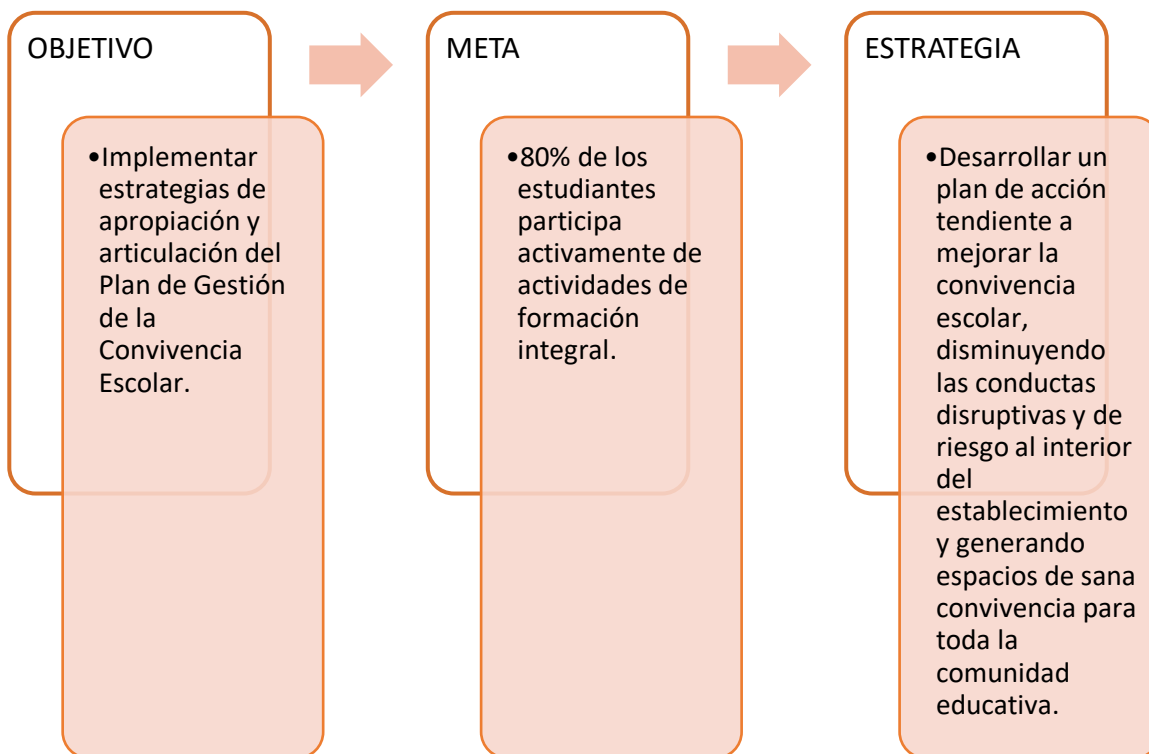 OBJETIVO
•Implementar
estrategias de
apropiación y
articulación del
Plan de Gestión
de la
Convivencia
Escolar.
META
•80% de los
estudiantes
participa
activamente de
actividades de
formación
integral.
ESTRATEGIA
•Desarrollar un
plan de acción
tendiente a
mejorar la
convivencia
escolar,
disminuyendo
las conductas
disruptivas y de
riesgo al interior
del
establecimiento
y generando
espacios de sana
convivencia para
toda la
comunidad
educativa.